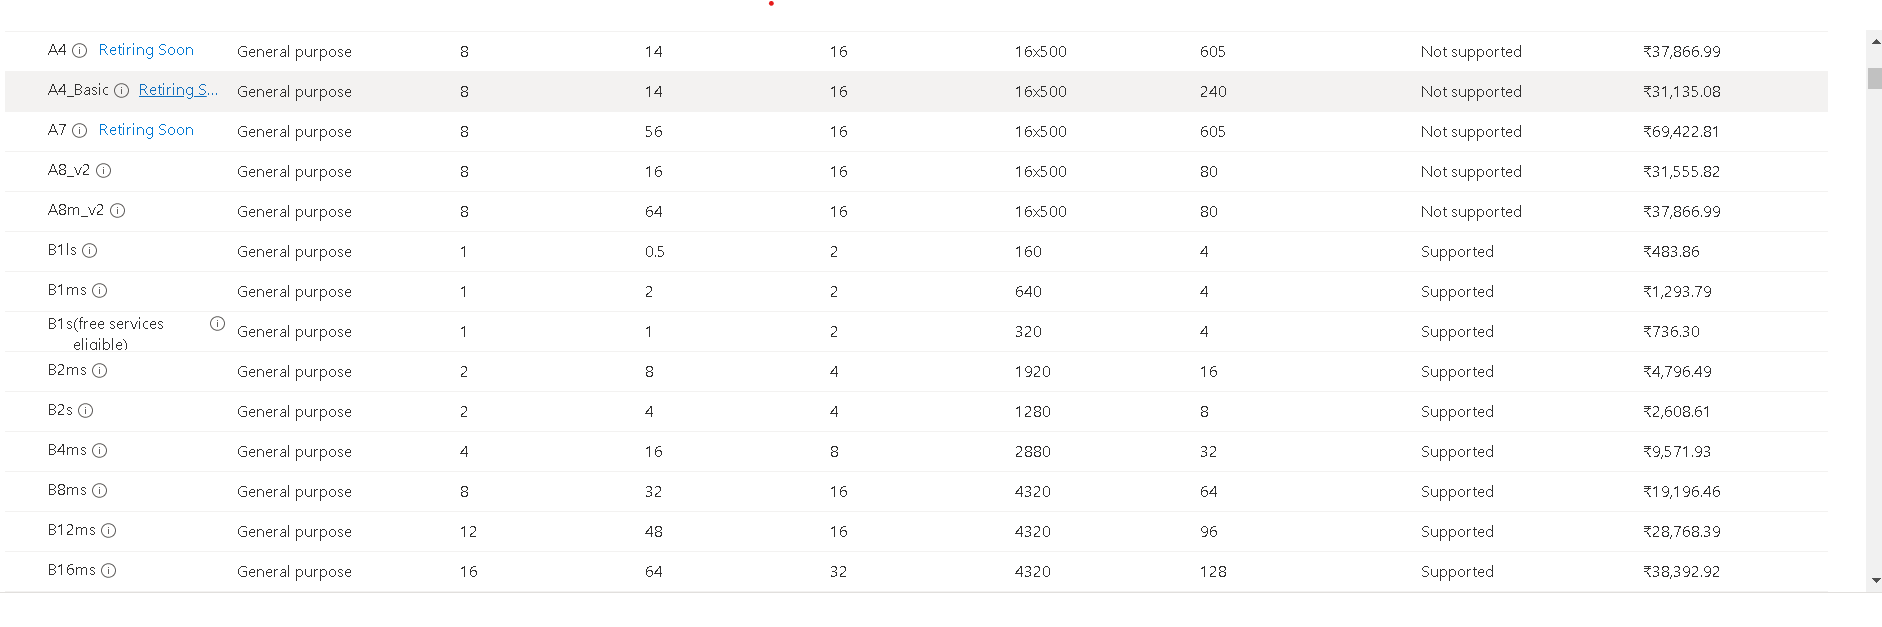 A4 Retiring Soon General purpose 8 14 16 16x500 605 Not supported ₹37,866.99
A4_Basic Retiring S... General purpose 8 14 16 16x500 240 Not supported ₹31,135.08
A7 Retiring Soon General purpose 8 56 16 16x500 605 Not supported ₹69,422.81
A8_v2 General purpose 8 16 16 16x500 80 Not supported ₹31,555.82
A8m_v2 General purpose 8 64 16 16x500 80 Not supported ₹37,866.99
B1ls General purpose 1 0.5 2 160 4 Supported ₹483.86
B1ms General purpose 1 2 2 640 4 Supported ₹1,293.79
B1s(free services
eligible) General purpose 1 1 2 320 4 Supported ₹736.30
B2ms General purpose 2 8 4 1920 16 Supported ₹4,796.49
B2s General purpose 2 4 4 1280 8 Supported ₹2,608.61
B4ms General purpose 4 16 8 2880 32 Supported ₹9,571.93
B8ms General purpose 8 32 16 4320 64 Supported ₹19,196.46
B12ms General purpose 12 48 16 4320 96 Supported ₹28,768.39
B16ms General purpose 16 64 32 4320 128 Supported ₹38,392.92